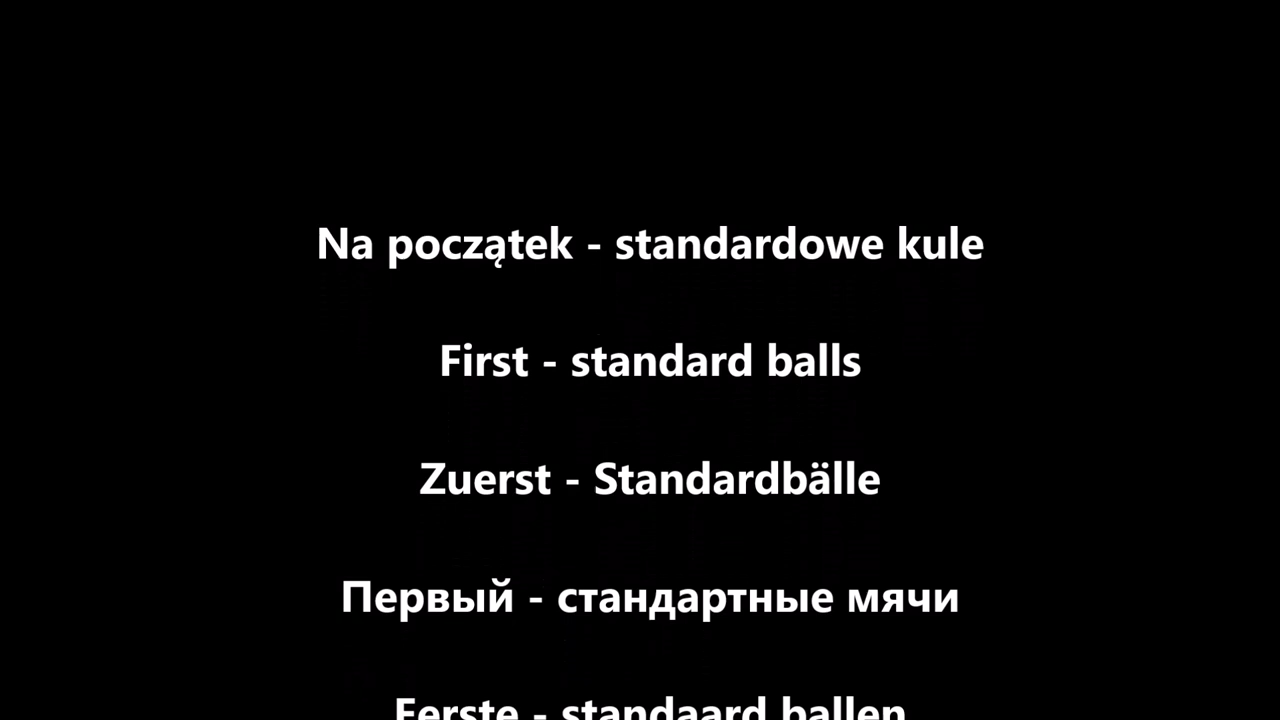 Na początek - standardowe kule
First - standard balls
Zuerst - Standardbälle
Первый - стандартные мячи
Eerste - standaard ballen